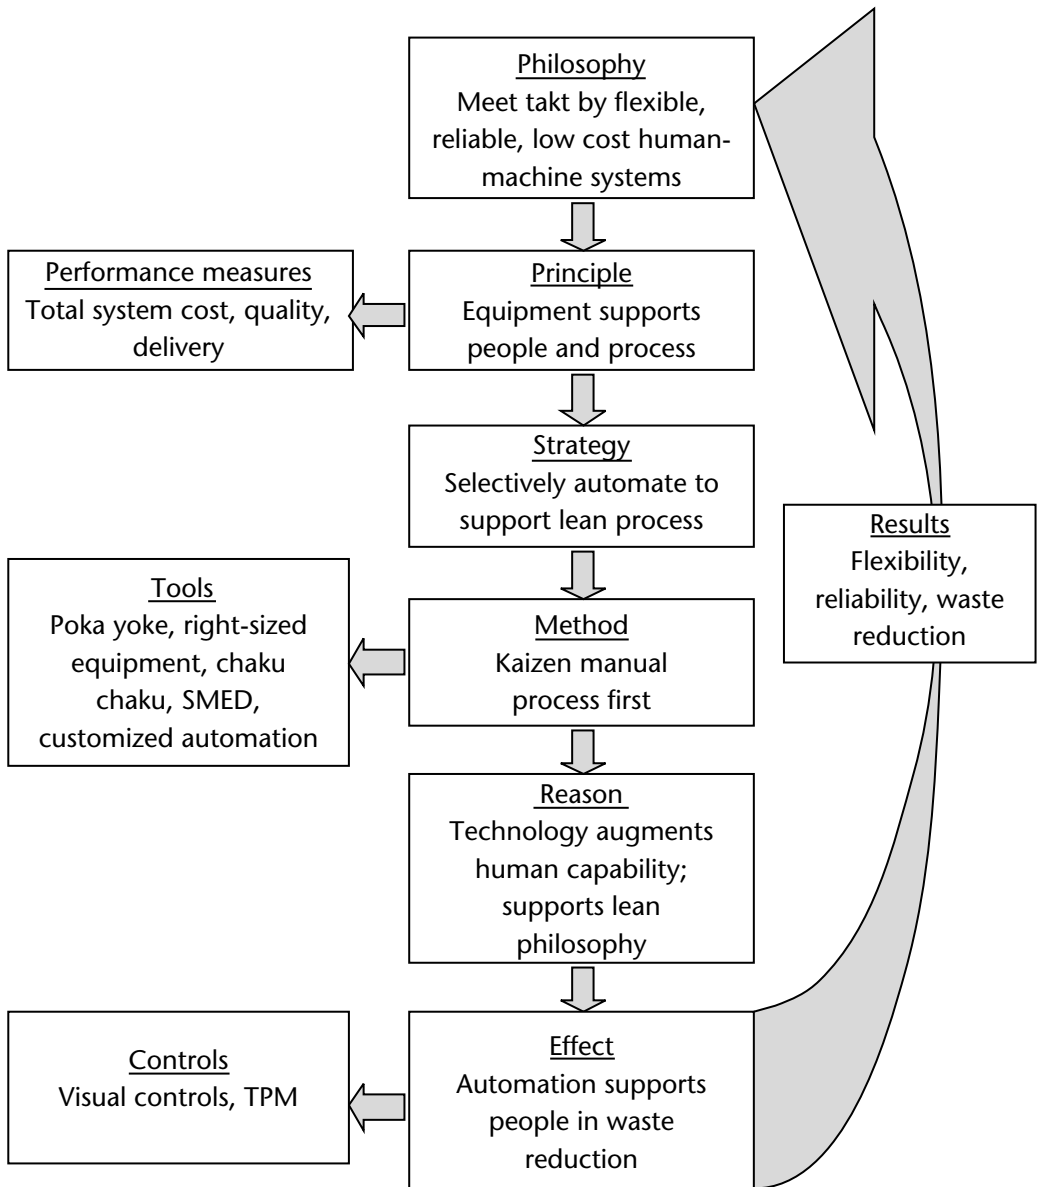 Philosophy
Meet takt by flexible,
reliable, low cost human-
machine systems
Performance measures
Total system cost, quality,
delivery
Principle
Equipment supports
people and process
Strategy
Selectively automate to
support lean process
Results
Flexibility,
reliability, waste
reduction
Tools
Poka yoke, right-sized
equipment, chaku
chaku, SMED,
customized automation
Method
Kaizen manual
process first
Reason
Technology augments
human capability;
supports lean
philosophy
Controls
Visual controls, TPM
Effect
Automation supports
people in waste
reduction